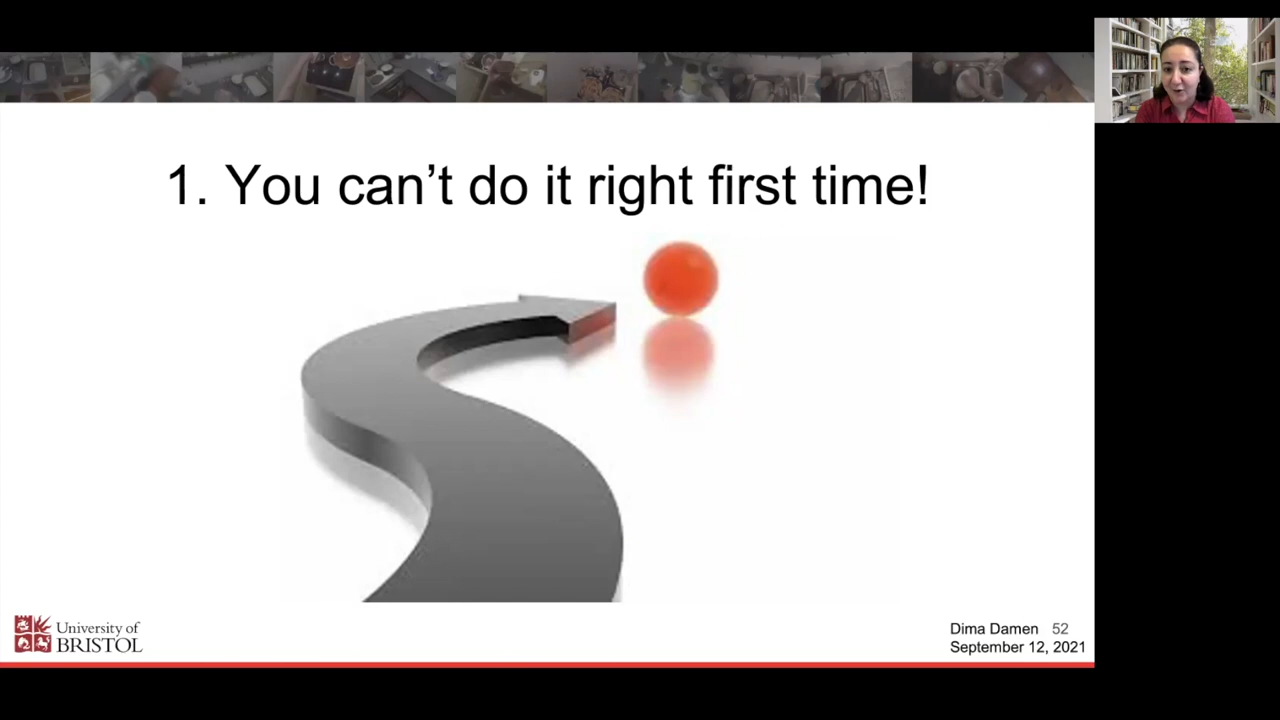 1. You can't do it right first time!
University of
BRISTOL
Dima Damen 52
September 12, 2021